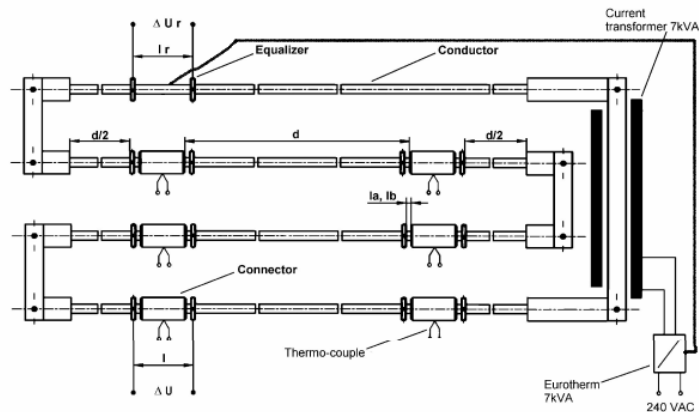 Δ U r
l r
Equalizer
Conductor
Current
transformer 7kVA
d/2
d
d/2
la, lb
Connector
Thermo-couple
l
Δ U
Eurotherm
7kVA
240 VAC